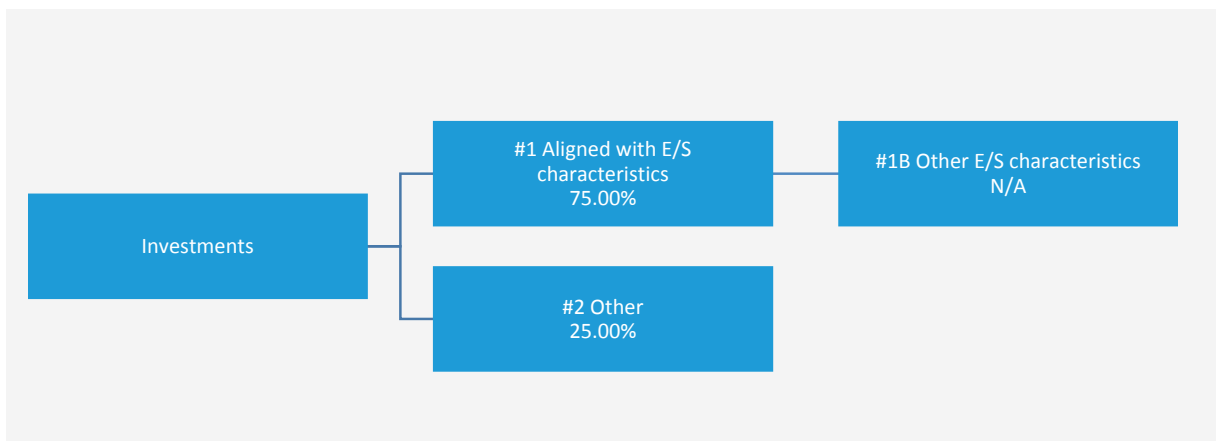 Investments
#1 Aligned with E/S
characteristics
75.00%
#1B Other E/S characteristics
N/A
#2 Other
25.00%